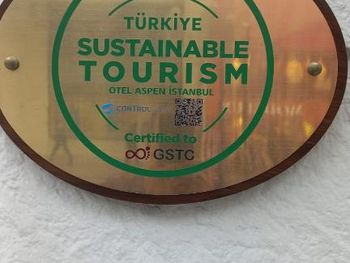 TÜRKİYE
SUSTAINABLE
TOURISM
OTEL ASPEN İSTANBUL
CONTROL
Certified to
GSTC